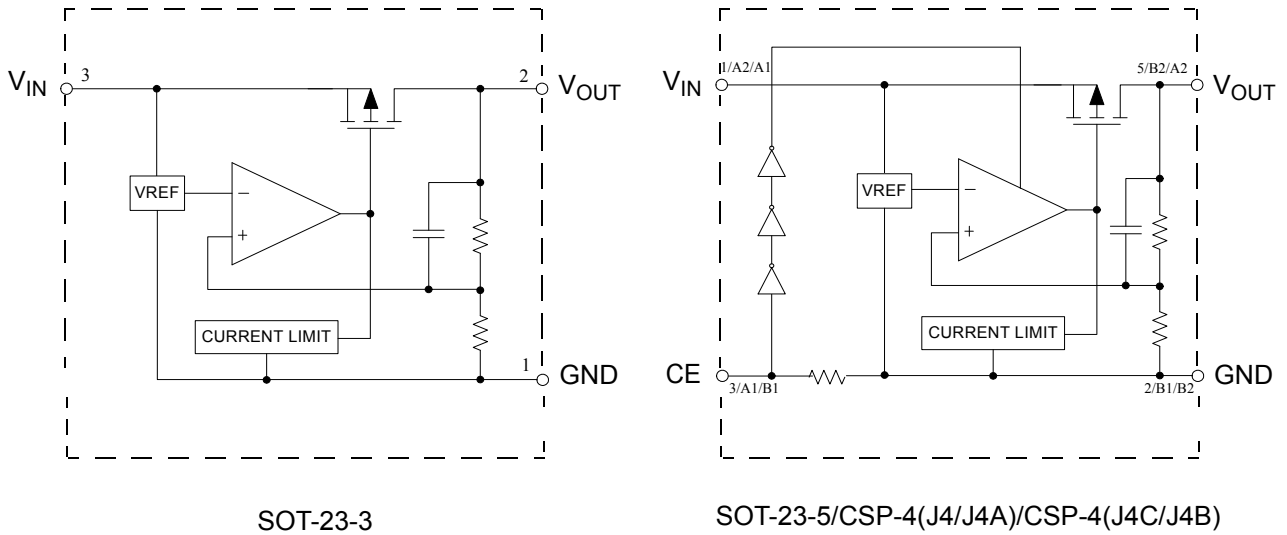 VIN
3
2
VOUT
VREF
−
+
CURRENT LIMIT
1
GND
SOT-23-3
VIN
1/A2/A1
5/B2/A2
VOUT
VREF
−
+
CURRENT LIMIT
CE
3/A1/B1
2/B1/B2
GND
SOT-23-5/CSP-4(J4/J4A)/CSP-4(J4C/J4B)